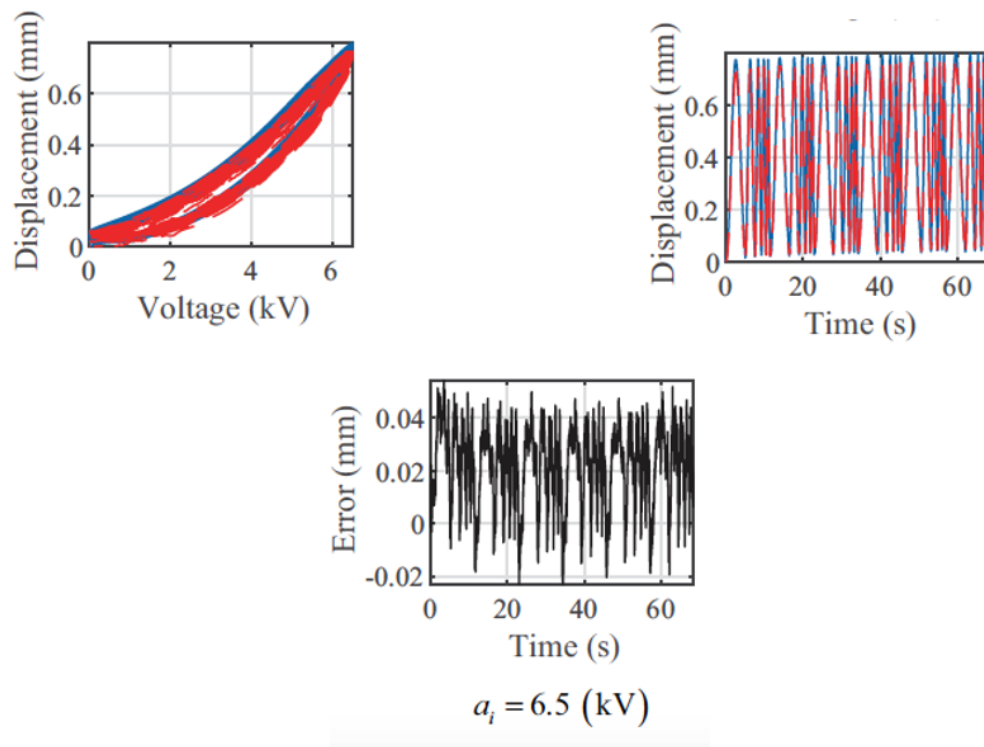 Displacement (mm)
0.6
0.4
0.2
0
0 2 4 6
Voltage (kV)
Displacement (mm)
0.6
0.4
0.2
0
0 20 40 60
Time (s)
Error (mm)
0.04
0.02
0
-0.02
0 20 40 60
Time (s)
a_i = 6.5 (kV)